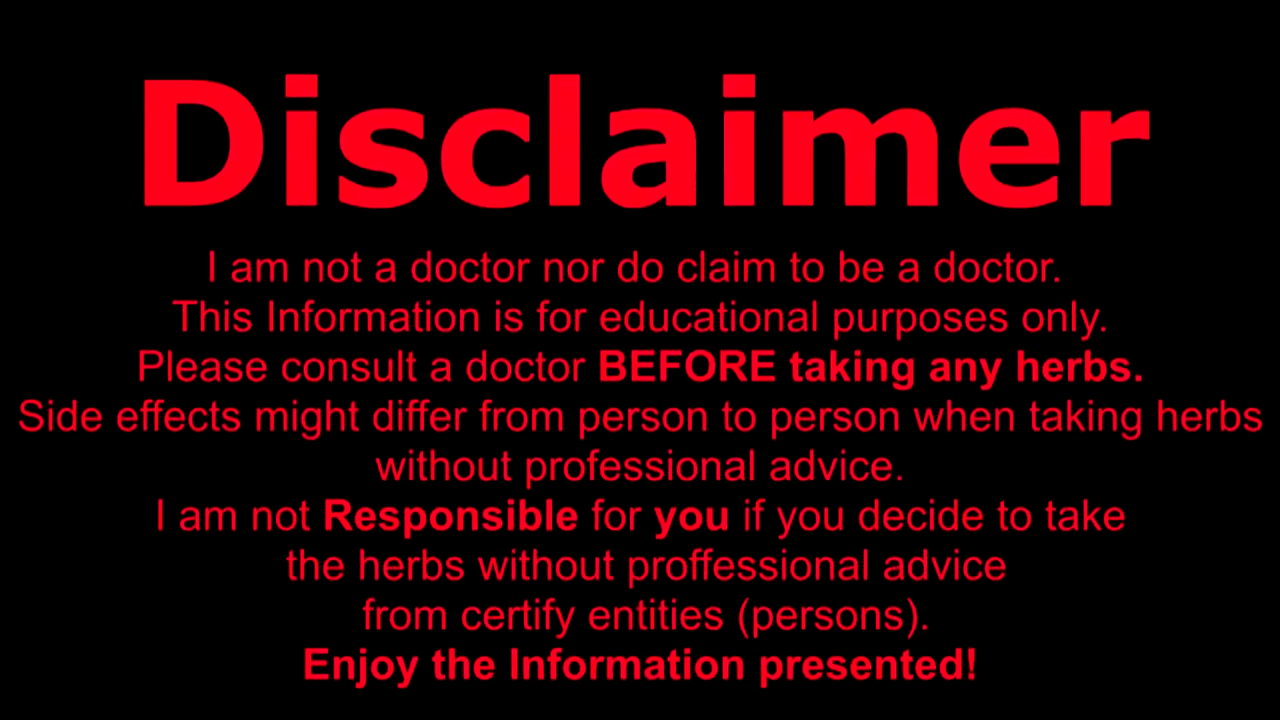 Disclaimer
I am not a doctor nor do claim to be a doctor.
This Information is for educational purposes only.
Please consult a doctor BEFORE taking any herbs.
Side effects might differ from person to person when taking herbs
without professional advice.
I am not Responsible for you if you decide to take
the herbs without proffessional advice
from certify entities (persons).
Enjoy the Information presented!